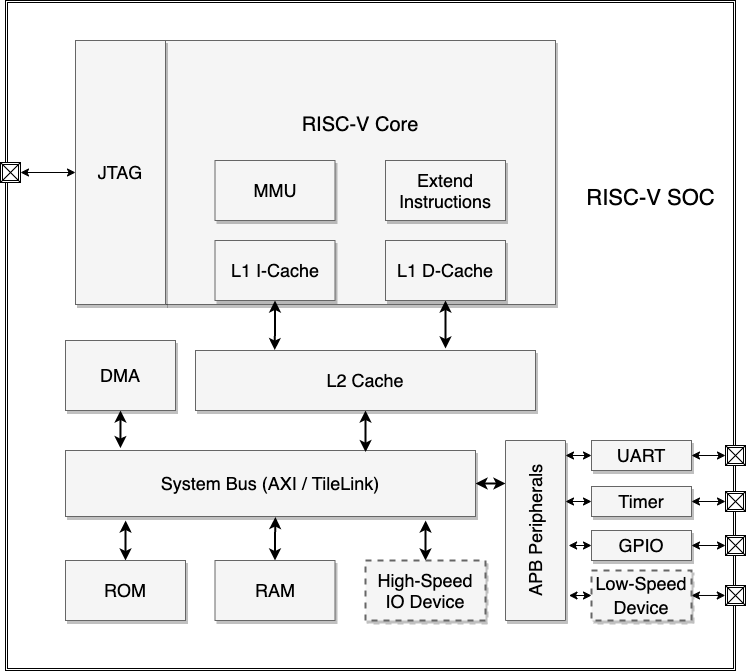 RISC-V Core
JTAG
RISC-V SOC
MMU
Extend
Instructions
L1 I-Cache
L1 D-Cache
DMA
L2 Cache
System Bus (AXI / TileLink)
APB Peripherals
UART
Timer
GPIO
Low-Speed
Device
ROM
RAM
High-Speed
IO Device